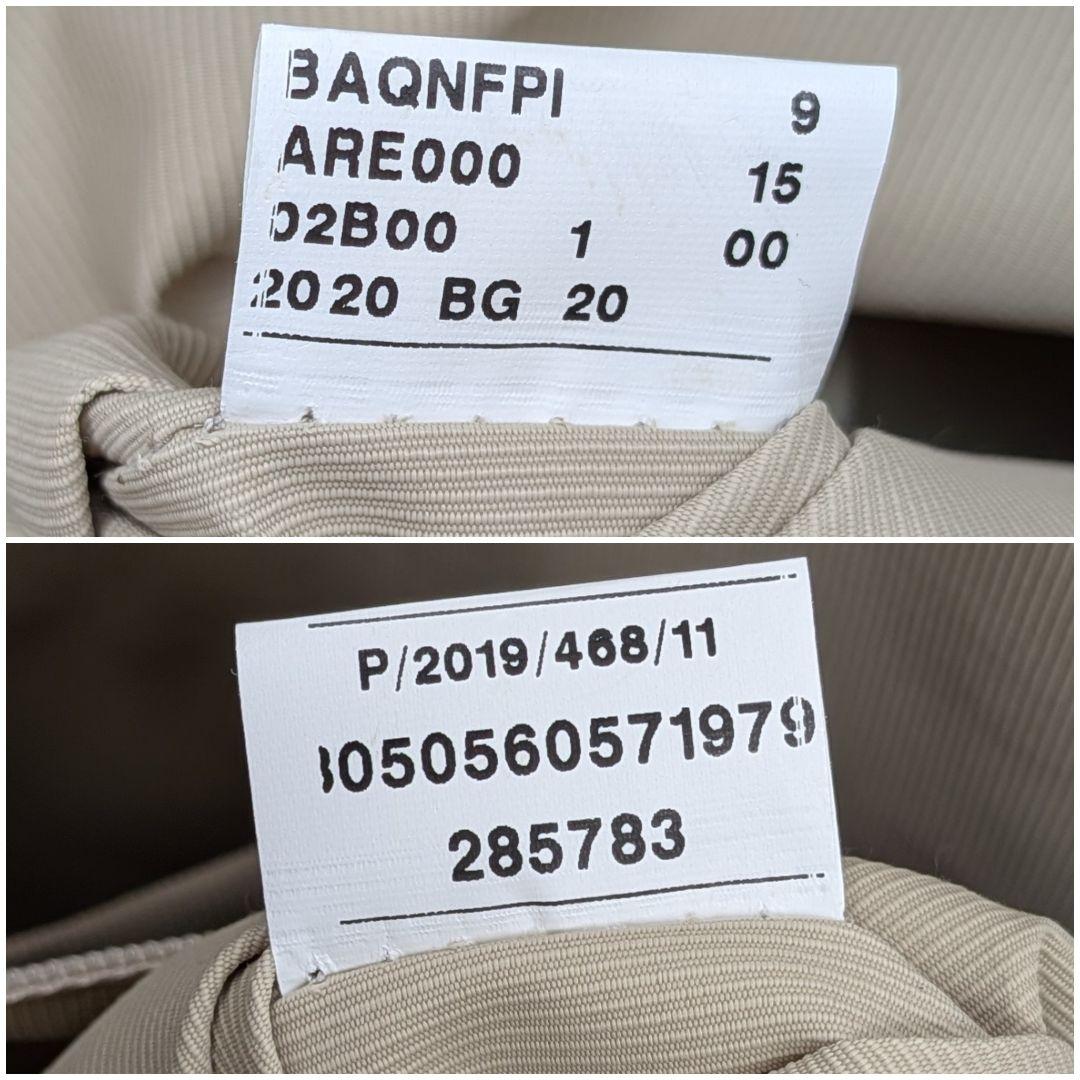 BAQNFPI 9
ARE000 15
02B00 1 00
2020 BG 20
P/2019/468/11
8050560571979
285783